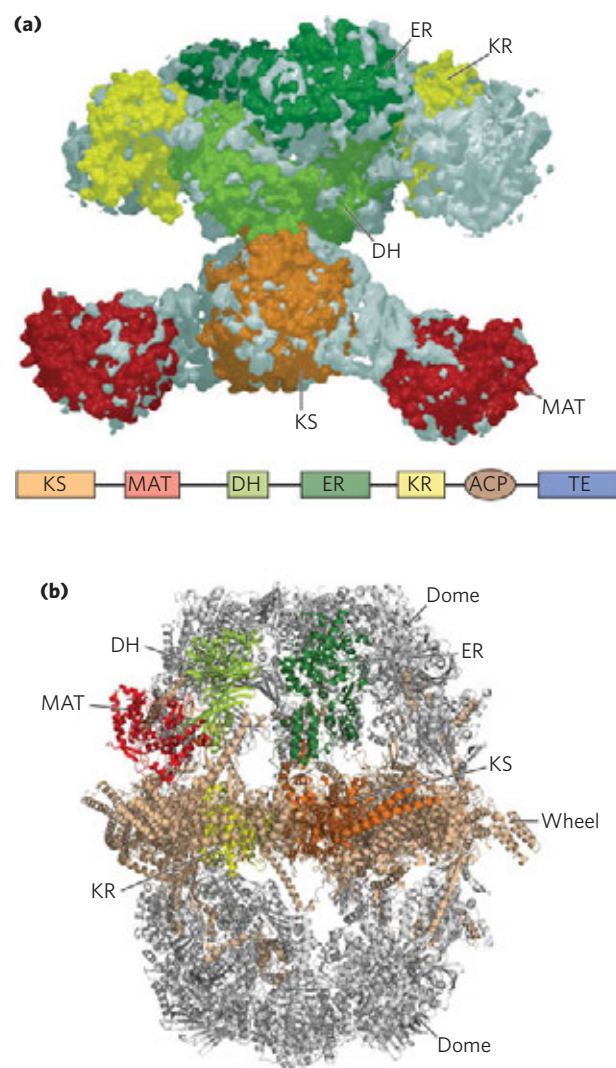 (a)
ER
KR
DH
KS
MAT
KS MAT DH ER KR ACP TE
(b)
Dome
DH
ER
MAT
KS
Wheel
KR
Dome